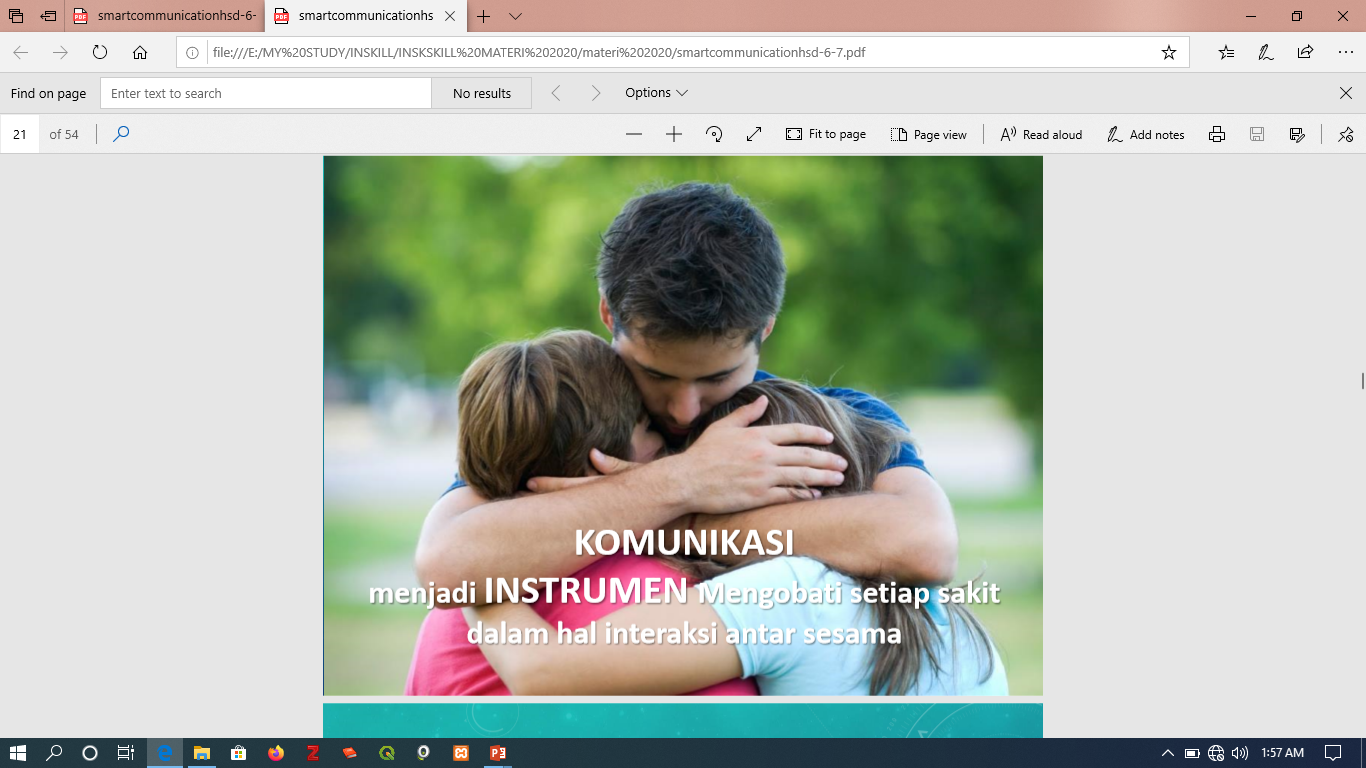 smartcommunicationhsd-6-
smartcommunicationhs
file:///E:/MY%20STUDY/INSKILL/INSKSKILL%20MATERI%202020/materi%202020/smartcommunicationhsd-6-7.pdf
Find on page
Enter text to search
No results
Options
21
of 54
Fit to page
Page view
Read aloud
Add notes
KOMUNIKASI
menjadi INSTRUMEN Mengobati setiap sakit
dalam hal interaksi antar sesama
1:57 AM